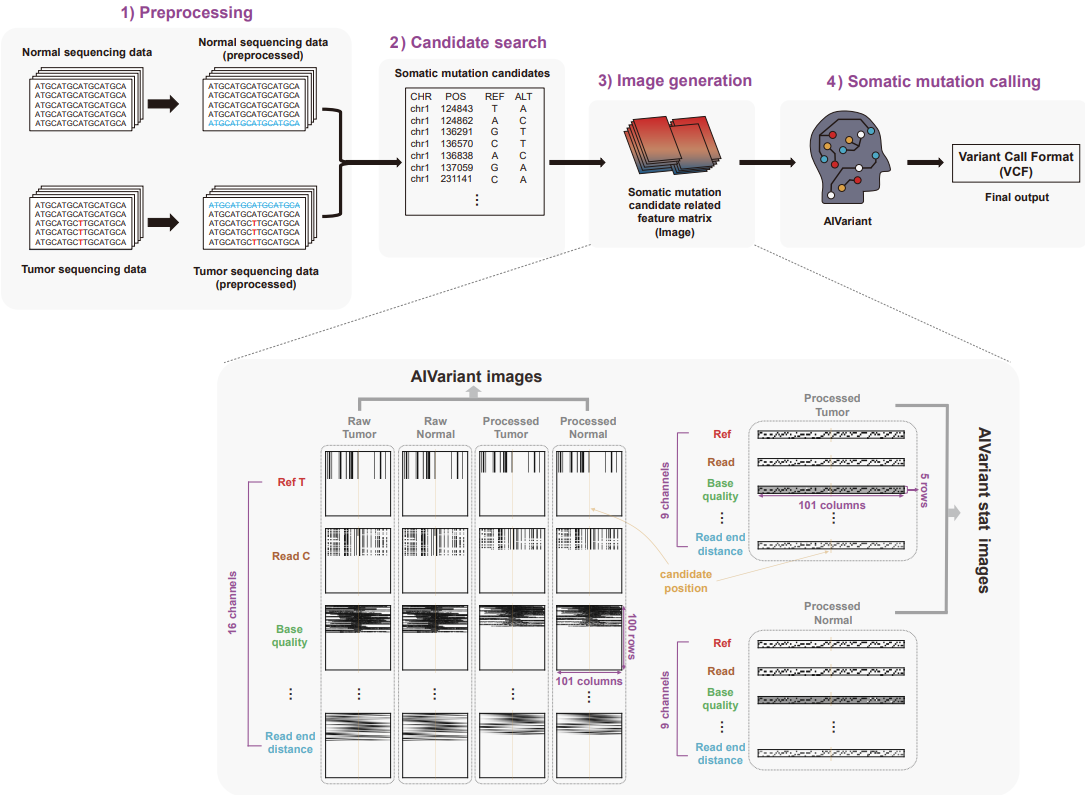 1) Preprocessing
Normal sequencing data
ATGCATGCATGCATGCA
ATGCATGCATGCATGCA
ATGCATGCATGCATGCA
ATGCATGCATGCATGCA
ATGCATGCATGCATGCA
Normal sequencing data
(preprocessed)
ATGCATGCATGCATGCA
ATGCATGCATGCATGCA
ATGCATGCATGCATGCA
ATGCATGCATGCATGCA
ATGCATGCATGCATGCA
ATGCATGCATGCATGCA
ATGCATGCATGCATGCA
ATGCATGCTTGCATGCA
ATGCATGCTTGCATGCA
ATGCATGCTTGCATGCA
Tumor sequencing data
ATGCATGCATGCATGCA
ATGCATGCATGCATGCA
ATGCATGCTTGCATGCA
ATGCATGCTTGCATGCA
ATGCATGCTTGCATGCA
Tumor sequencing data
(preprocessed)
2) Candidate search
Somatic mutation candidates
CHR POS REF ALT
chr1 124843 T A
chr1 124862 A C
chr1 136291 G T
chr1 136570 C T
chr1 136838 A C
chr1 137059 G A
chr1 231141 C A
3) Image generation
Somatic mutation
candidate related
feature matrix
(Image)
4) Somatic mutation calling
AIVariant
Variant Call Format
(VCF)
Final output
AIVariant images
Raw
Tumor
Raw
Normal
Processed
Tumor
Processed
Normal
16 channels
Ref T
Read C
Base
quality
Read end
distance
100 rows
101 columns
candidate
position
Processed
Tumor
9 channels
Ref
Read
Base
quality
Read end
distance
101 columns
5 rows
Processed
Normal
9 channels
Ref
Read
Base
quality
Read end
distance
AIVariant stat images